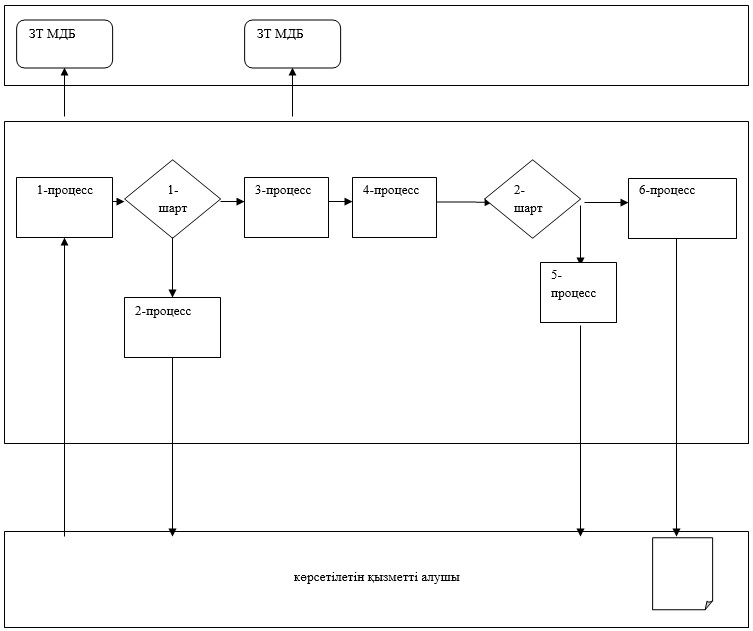 ЗТ МДБ
ЗТ МДБ
1-процесс
1-
шарт
3-процесс
4-процесс
2-
шарт
6-процесс
5-
процесс
2-процесс
көрсетілетін қызметті алушы